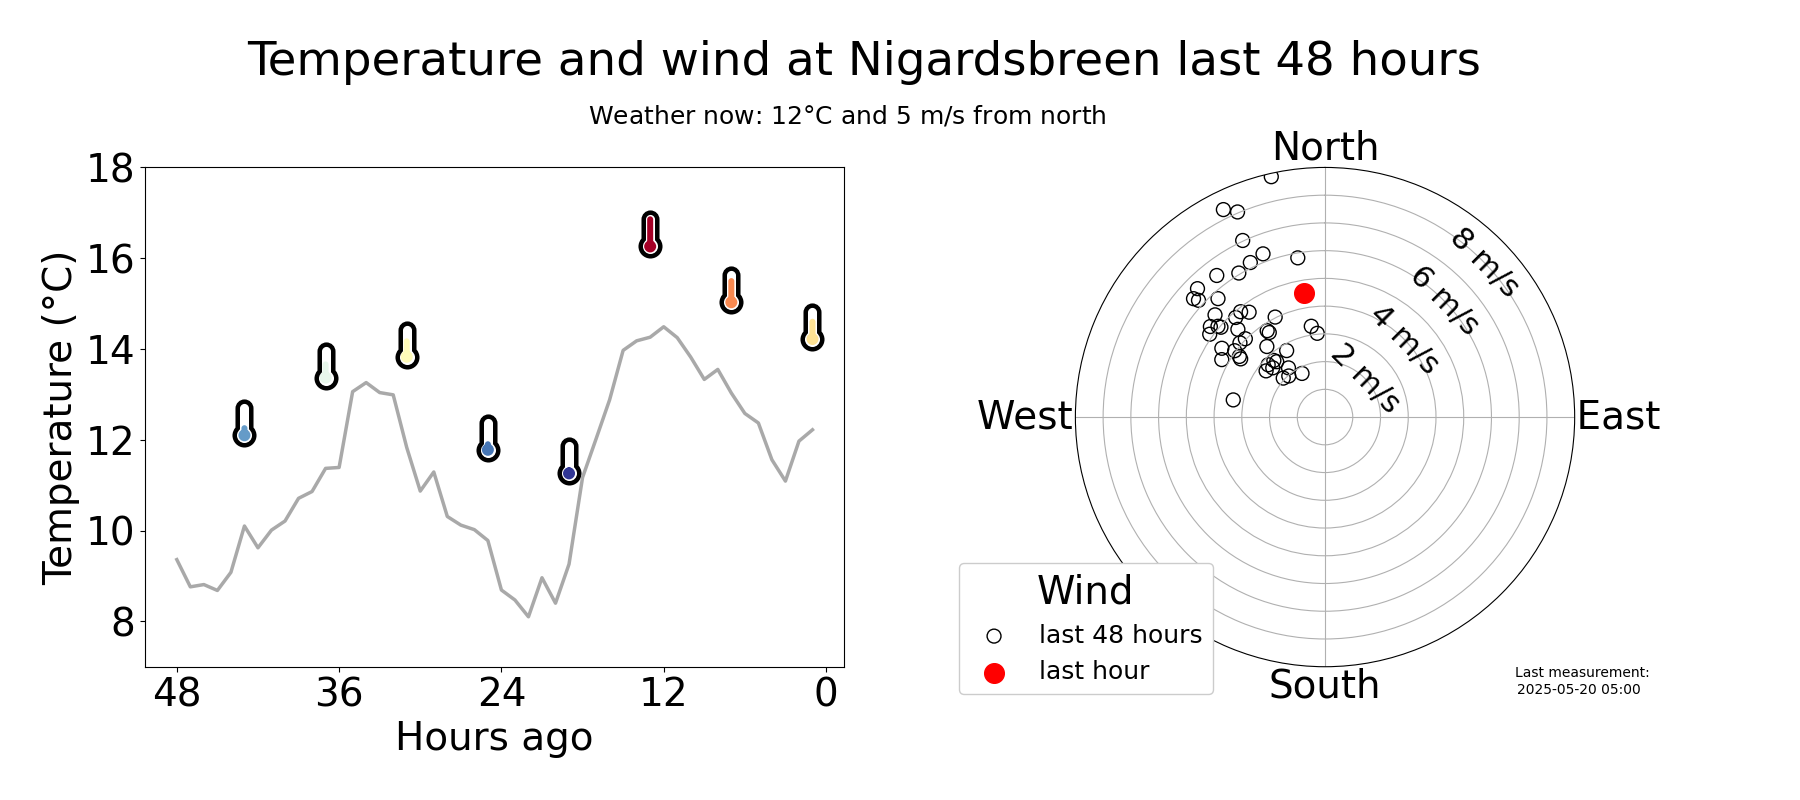 Temperature and wind at Nigardsbreen last 48 hours
Weather now: 12°C and 5 m/s from north
18
16
14
12
10
8
Temperature (°C)
48 36 24 12 0
Hours ago
North
West
East
South
8 m/s
6 m/s
4 m/s
2 m/s
Wind
last 48 hours
last hour
Last measurement:
2025-05-20 05:00